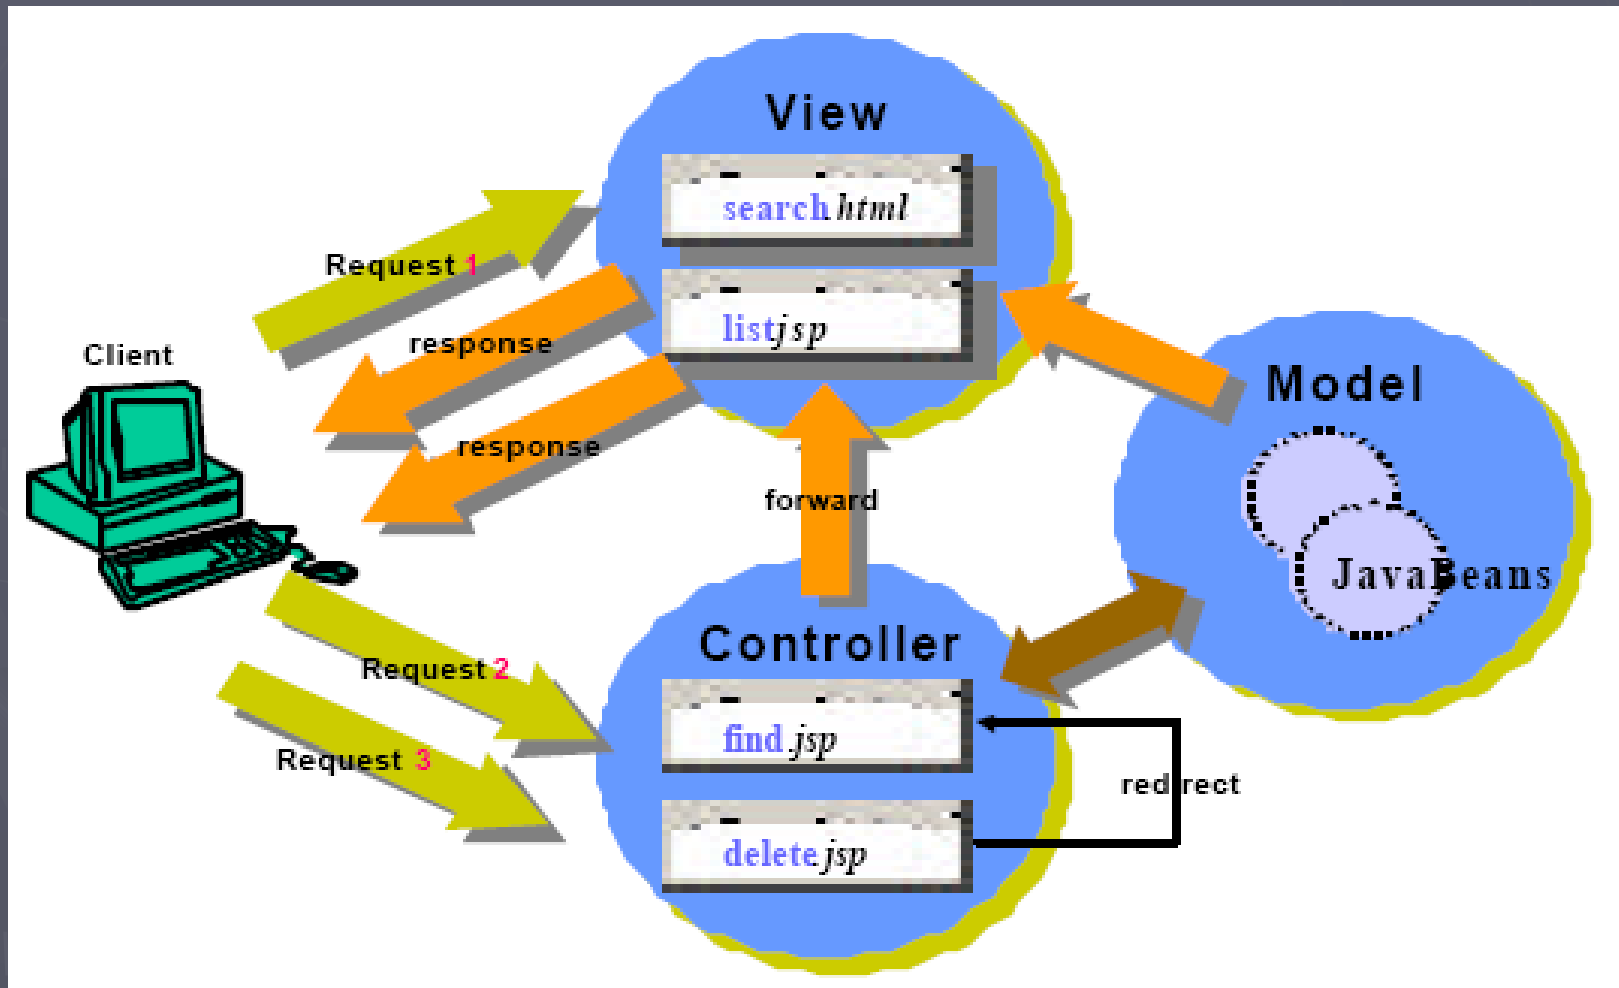 View
search.html
Request 1
list jsp
response
Client
Model
response
forward
JavaBeans
Controller
Request 2
find.jsp
Request 3
redirect
delete.jsp